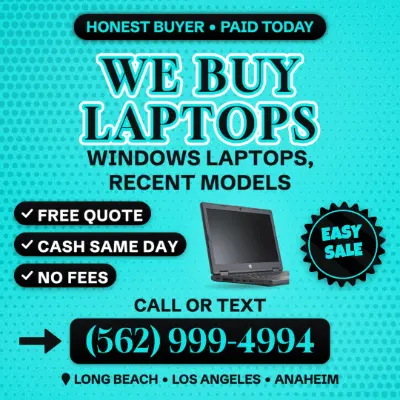 HONEST BUYER • PAID TODAY
WE BUY
LAPTOPS
WINDOWS LAPTOPS,
RECENT MODELS
FREE QUOTE
CASH SAME DAY
NO FEES
EASY
SALE
CALL OR TEXT
(562) 999-4994
LONG BEACH • LOS ANGELES • ANAHEIM